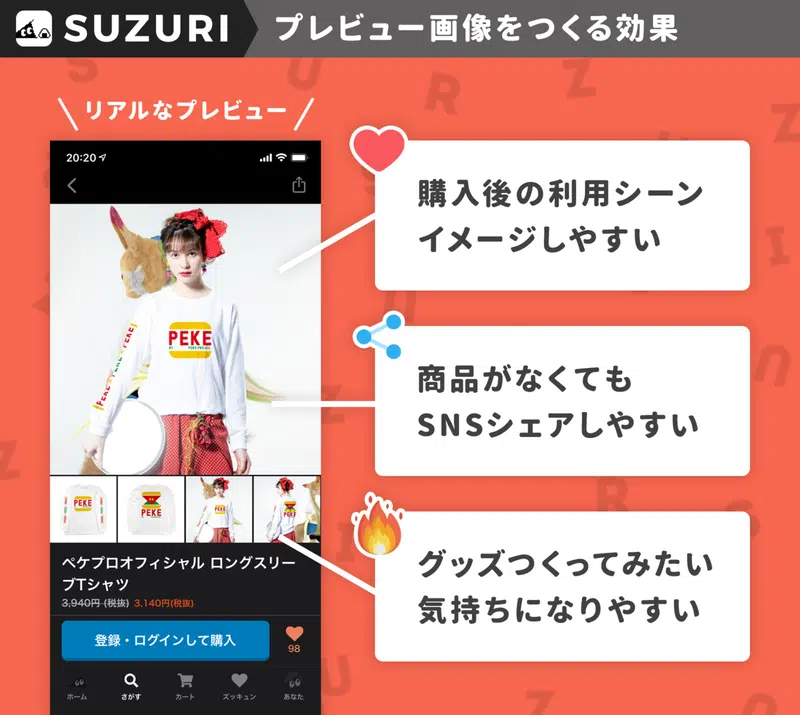 SUZURI
プレビュー画像をつくる効果
リアルなプレビュー
20:20
購入後の利用シーン
イメージしやすい
PEKE
PEKE
商品がなくても
SNSシェアしやすい
PEKE
PEKE
PEKE
グッズつくってみたい
気持ちになりやすい
ペケプロオフィシャル ロングスリー
ブTシャツ
3,940円 (税抜) 3,140円(税抜)
登録・ログインして購入
98
ホーム さがす カート ズッキュン あなた